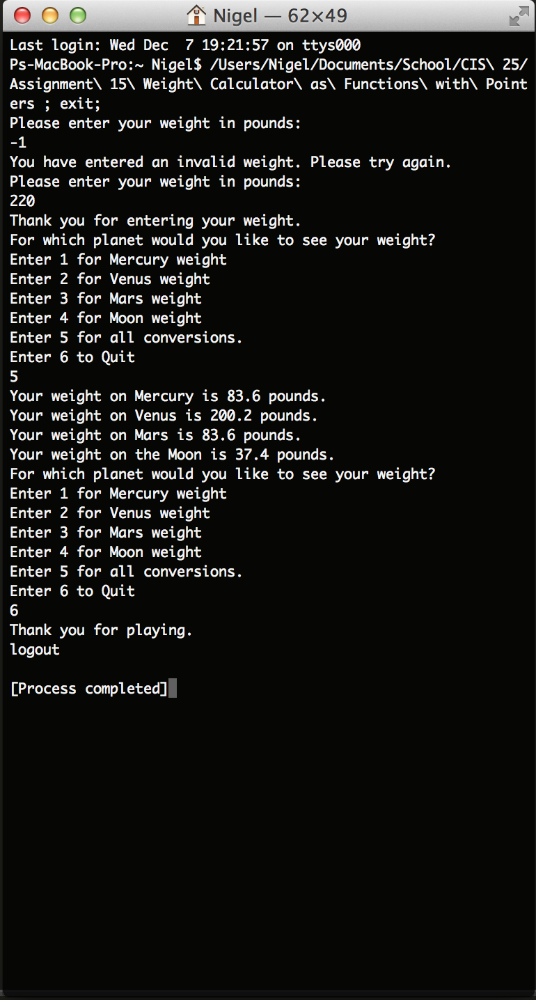 Nigel — 62×49
Last login: Wed Dec  7 19:21:57 on ttys000
Ps-MacBook-Pro:~ Nigel$ /Users/Nigel/Documents/School/CIS\ 25/
Assignment\ 15\ Weight\ Calculator\ as\ Functions\ with\ Point
ers ; exit;
Please enter your weight in pounds:
-1
You have entered an invalid weight. Please try again.
Please enter your weight in pounds:
220
Thank you for entering your weight.
For which planet would you like to see your weight?
Enter 1 for Mercury weight
Enter 2 for Venus weight
Enter 3 for Mars weight
Enter 4 for Moon weight
Enter 5 for all conversions.
Enter 6 to Quit
5
Your weight on Mercury is 83.6 pounds.
Your weight on Venus is 200.2 pounds.
Your weight on Mars is 83.6 pounds.
Your weight on the Moon is 37.4 pounds.
For which planet would you like to see your weight?
Enter 1 for Mercury weight
Enter 2 for Venus weight
Enter 3 for Mars weight
Enter 4 for Moon weight
Enter 5 for all conversions.
Enter 6 to Quit
6
Thank you for playing.
logout
[Process completed]